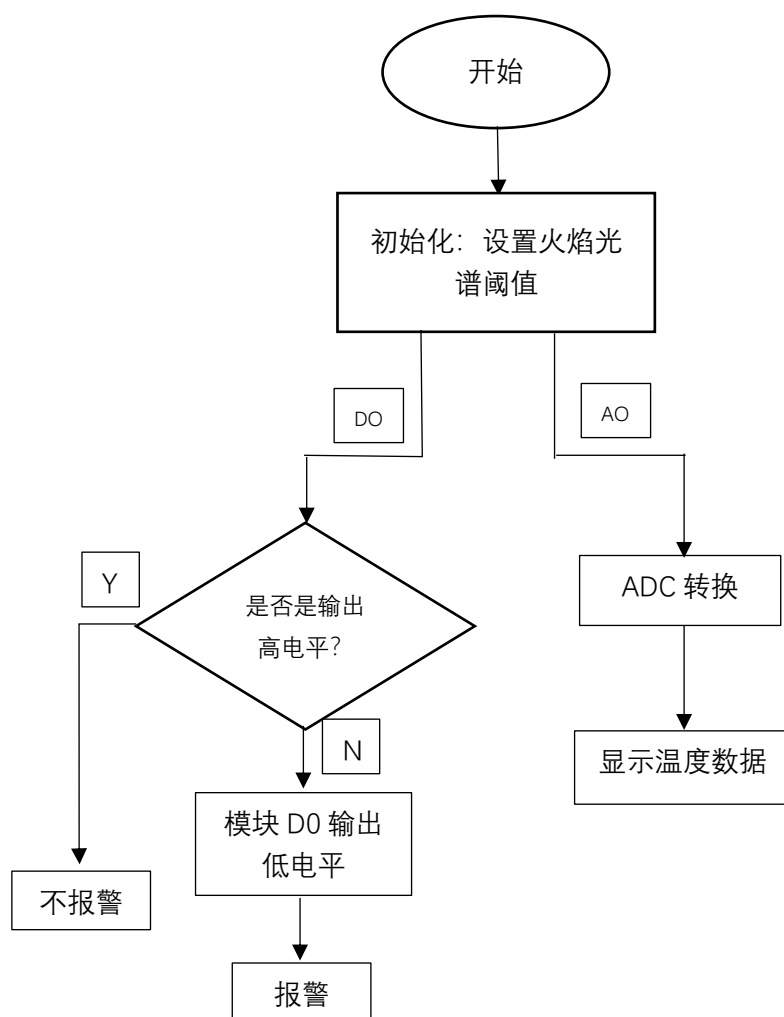 开始
初始化：设置火焰光
谱阈值
DO
AO
Y
是否是输出
高电平？
ADC 转换
N
显示温度数据
模块 D0 输出
低电平
不报警
报警